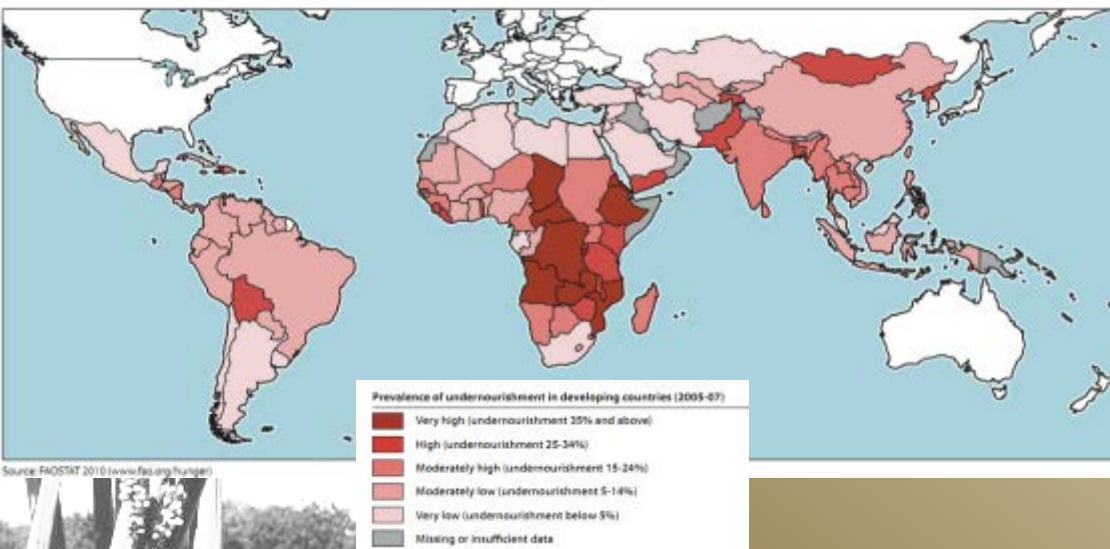 Prevalence of undernourishment in developing countries (2005-07)
Very high (undernourishment 35% and above)
High (undernourishment 25-34%)
Moderately high (undernourishment 15-24%)
Moderately low (undernourishment 5-14%)
Very low (undernourishment below 5%)
Missing or insufficient data
Source: FAOSTAT 2010 (www.fao.org/hunger)